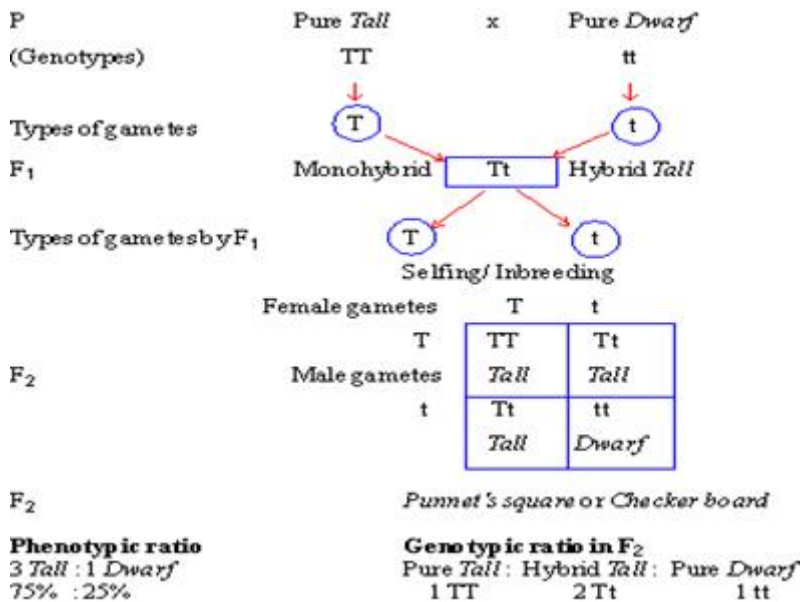 P Pure Tall x Pure Dwarf
(Genotypes) TT tt
Types of gametes T t
F₁ Monohybrid Tt Hybrid Tall
Types of gametes by F₁ T t
Selfing/ Inbreeding
Female gametes T t
T TT Tt
F₂ Male gametes Tall Tall
t Tt tt
Tall Dwarf
F₂ Punnet's square or Checker board
Phenotypic ratio Genotypic ratio in F₂
3 Tall : 1 Dwarf Pure Tall : Hybrid Tall : Pure Dwarf
75% : 25% 1 TT 2 Tt 1 tt